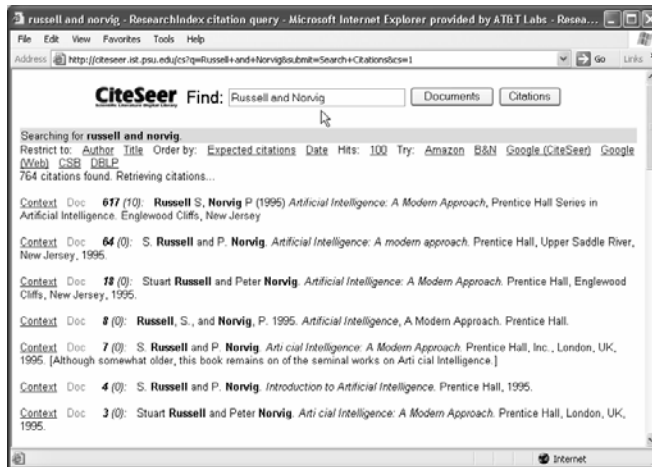 russell and norvig - ResearchIndex citation query - Microsoft Internet Explorer provided by AT&T Labs - Resea...
File Edit View Favorites Tools Help
Address http://citeseer.ist.psu.edu/cs?q=Russell+and+Norvig&submit=Search+Citations&cs=1 Go Links
CiteSeer Find: Russell and Norvig Documents Citations
Scientific Literature Digital Library
Searching for russell and norvig.
Restrict to: Author Title Order by: Expected citations Date Hits: 100 Try: Amazon B&N Google (CiteSeer) Google
(Web) CSB DBLP
764 citations found. Retrieving citations...
Context Doc 617 (10): Russell S, Norvig P (1995) Artificial Intelligence: A Modern Approach, Prentice Hall Series in
Artificial Intelligence. Englewood Cliffs, New Jersey
Context Doc 64 (0): S. Russell and P. Norvig. Artificial Intelligence: A modern approach. Prentice Hall, Upper Saddle River,
New Jersey, 1995.
Context Doc 18 (0): Stuart Russell and Peter Norvig. Artificial Intelligence: A Modern Approach. Prentice Hall, Englewood
Cliffs, New Jersey, 1995.
Context Doc 8 (0): Russell, S., and Norvig, P. 1995. Artificial Intelligence, A Modern Approach. Prentice Hall.
Context Doc 7 (0): S. Russell and P. Norvig. Arti cial Intelligence: A Modern Approach. Prentice Hall, Inc., London, UK,
1995. [Although somewhat older, this book remains on of the seminal works on Arti cial Intelligence.]
Context Doc 4 (0): S. Russell and P. Norvig. Introduction to Artificial Intelligence. Prentice Hall, 1995.
Context Doc 3 (0): Stuart Russell and Peter Norvig. Arti cial Intelligence: A Modern Approach. Prentice Hall, London, UK,
1995.
Internet